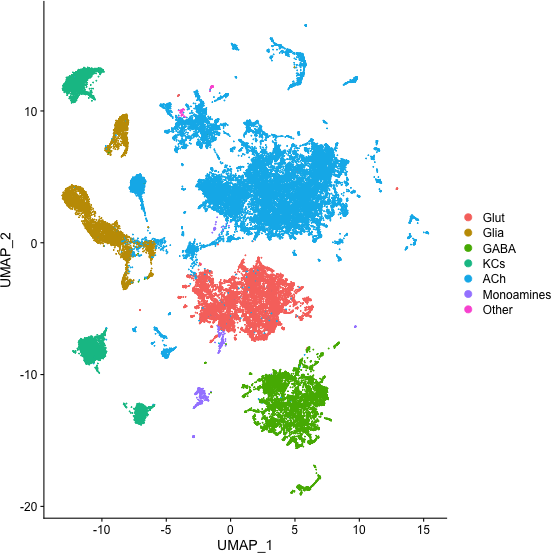 10
0
-10
-20
UMAP_2
-10
-5
0
5
10
15
UMAP_1
Glut
Glia
GABA
KCs
ACh
Monoamines
Other